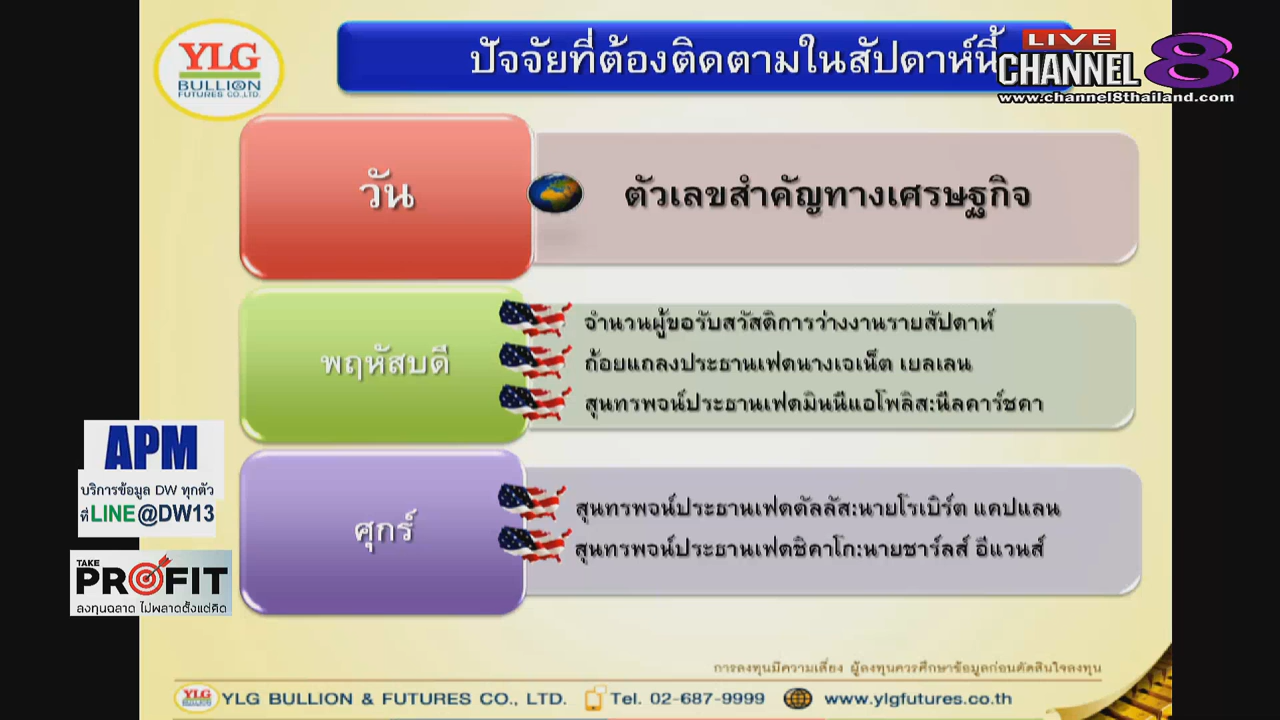 YLG
BULLION
FUTURES CO.,LTD.
ปัจจัยที่ต้องติดตามในสัปดาห์นี้
LIVE
CHANNEL 8
www.channel8thailand.com
วัน
ตัวเลขสำคัญทางเศรษฐกิจ
พฤหัสบดี
จำนวนผู้ขอรับสวัสดิการว่างงานรายสัปดาห์
ถ้อยแถลงประธานเฟดนางเจเน็ต เยลเลน
สุนทรพจน์ประธานเฟดมินนีแอโพลิส:นีลคาร์ชคา
ศุกร์
สุนทรพจน์ประธานเฟดดัลลัส:นายโรเบิร์ต แคปแลน
สุนทรพจน์ประธานเฟดชิคาโก:นายชาร์ลส์ อีแวนส์
APM
บริการข้อมูล DW ทุกตัว
ที่ LINE@DW13
TAKE
PROFIT
ลงทุนฉลาด ไม่พลาดตั้งแต่คิด
การลงทุนมีความเสี่ยง ผู้ลงทุนควรศึกษาข้อมูลก่อนตัดสินใจลงทุน
YLG YLG BULLION & FUTURES CO., LTD. Tel. 02-687-9999 www.ylgfutures.co.th